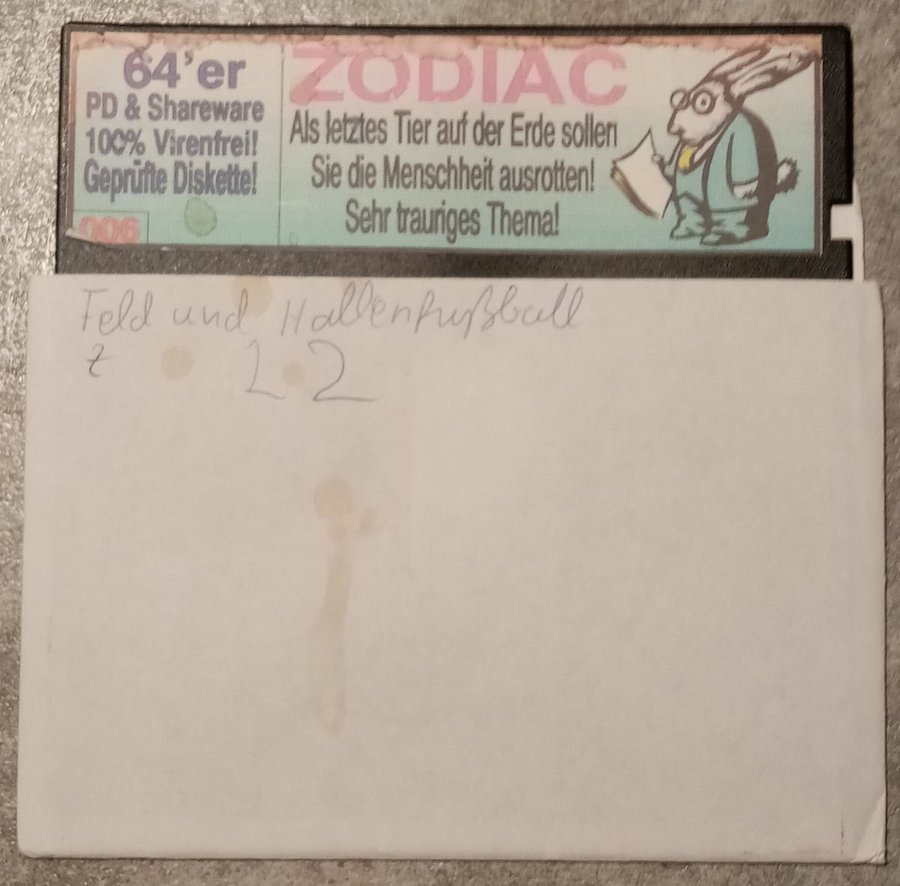 64'er
PD & Shareware
100% Virenfrei!
Geprüfte Diskette!
006
ZODIAC
Als letztes Tier auf der Erde sollen
Sie die Menschheit ausrotten!
Sehr trauriges Thema!
Feld und Hallenfußball
z
L 2